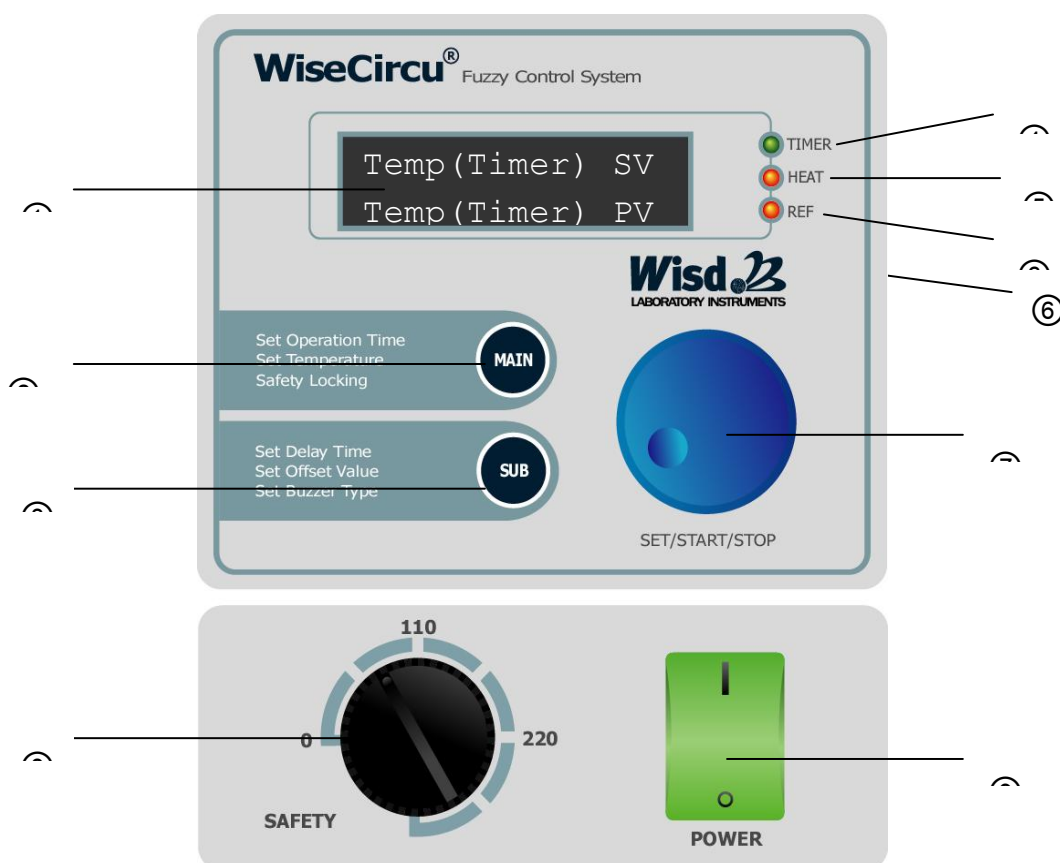 WiseCircu® Fuzzy Control System
Temp(Timer) SV
Temp(Timer) PV
TIMER
HEAT
REF
Wisd
LABORATORY INSTRUMENTS
⑥
Set Operation Time
Set Temperature
Safety Locking
MAIN
Set Delay Time
Set Offset Value
Set Buzzer Type
SUB
SET/START/STOP
110
0
220
SAFETY
POWER